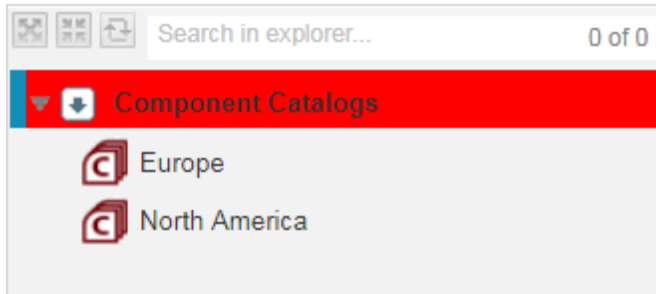 Search in explorer... 0 of 0
Component Catalogs
C Europe
C North America